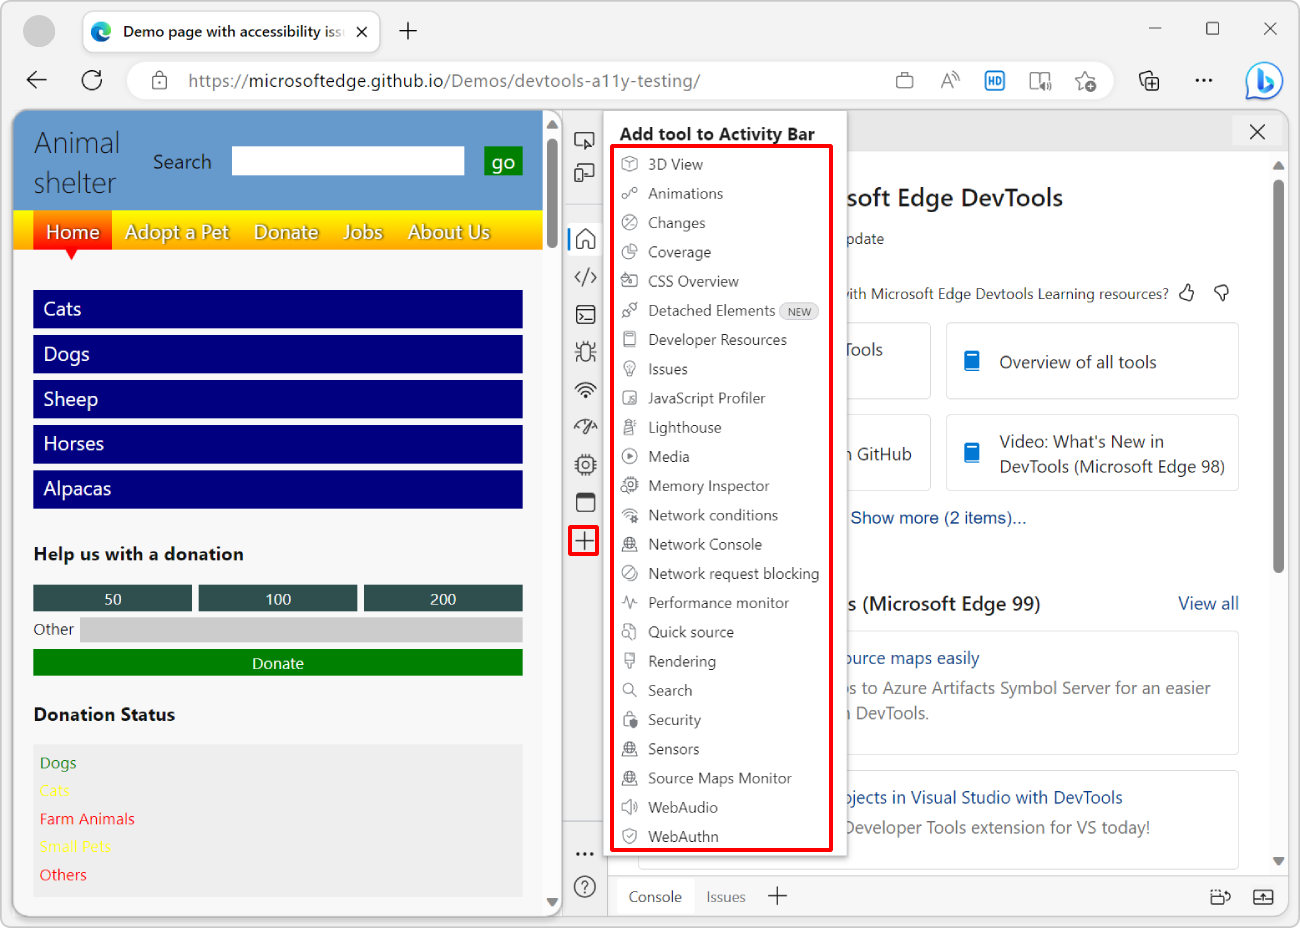 Demo page with accessibility iss
https://microsoftedge.github.io/Demos/devtools-a11y-testing/
HD
Animal
shelter
Search
go
Home
Adopt a Pet
Donate
Jobs
About Us
Cats
Dogs
Sheep
Horses
Alpacas
Help us with a donation
50
100
200
Other
Donate
Donation Status
Dogs
Cats
Farm Animals
Small Pets
Others
Add tool to Activity Bar
3D View
Animations
Changes
Coverage
CSS Overview
Detached Elements NEW
Developer Resources
Issues
JavaScript Profiler
Lighthouse
Media
Memory Inspector
Network conditions
Network Console
Network request blocking
Performance monitor
Quick source
Rendering
Search
Security
Sensors
Source Maps Monitor
WebAudio
WebAuthn
soft Edge DevTools
pdate
with Microsoft Edge Devtools Learning resources?
Tools
Overview of all tools
GitHub
Video: What's New in
DevTools (Microsoft Edge 98)
Show more (2 items)...
s (Microsoft Edge 99)
View all
ource maps easily
ps to Azure Artifacts Symbol Server for an easier
DevTools.
ojects in Visual Studio with DevTools
Developer Tools extension for VS today!
Console
Issues